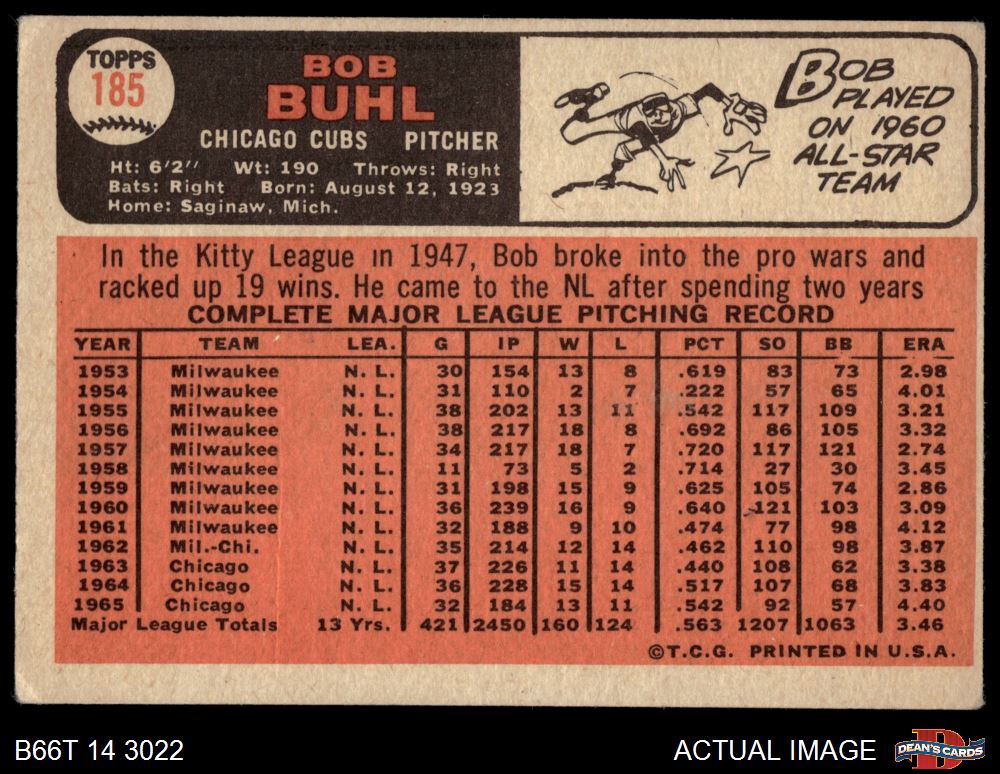 TOPPS
185
BOB
BUHL
CHICAGO CUBS PITCHER
Ht: 6'2" Wt: 190 Throws: Right
Bats: Right Born: August 12, 1923
Home: Saginaw, Mich.
BOB
PLAYED
ON 1960
ALL-STAR
TEAM
In the Kitty League in 1947, Bob broke into the pro wars and
racked up 19 wins. He came to the NL after spending two years
COMPLETE MAJOR LEAGUE PITCHING RECORD
YEAR TEAM LEA. G IP W L PCT SO BB ERA
1953 Milwaukee N. L. 30 154 13 8 .619 83 73 2.98
1954 Milwaukee N. L. 31 110 2 7 .222 57 65 4.01
1955 Milwaukee N. L. 38 202 13 11 .542 117 109 3.21
1956 Milwaukee N. L. 38 217 18 8 .692 86 105 3.32
1957 Milwaukee N. L. 34 217 18 7 .720 117 121 2.74
1958 Milwaukee N. L. 11 73 5 2 .714 27 30 3.45
1959 Milwaukee N. L. 31 198 15 9 .625 105 74 2.86
1960 Milwaukee N. L. 36 239 16 9 .640 121 103 3.09
1961 Milwaukee N. L. 32 188 9 10 .474 77 98 4.12
1962 Mil.-Chi. N. L. 35 214 12 14 .462 110 98 3.87
1963 Chicago N. L. 37 226 11 14 .440 108 62 3.38
1964 Chicago N. L. 36 228 15 14 .517 107 68 3.83
1965 Chicago N. L. 32 184 13 11 .542 92 57 4.40
Major League Totals 13 Yrs. 421 2450 160 124 .563 1207 1063 3.46
©T.C.G. PRINTED IN U.S.A.
B66T 14 3022
ACTUAL IMAGE
DEAN'S CARDS